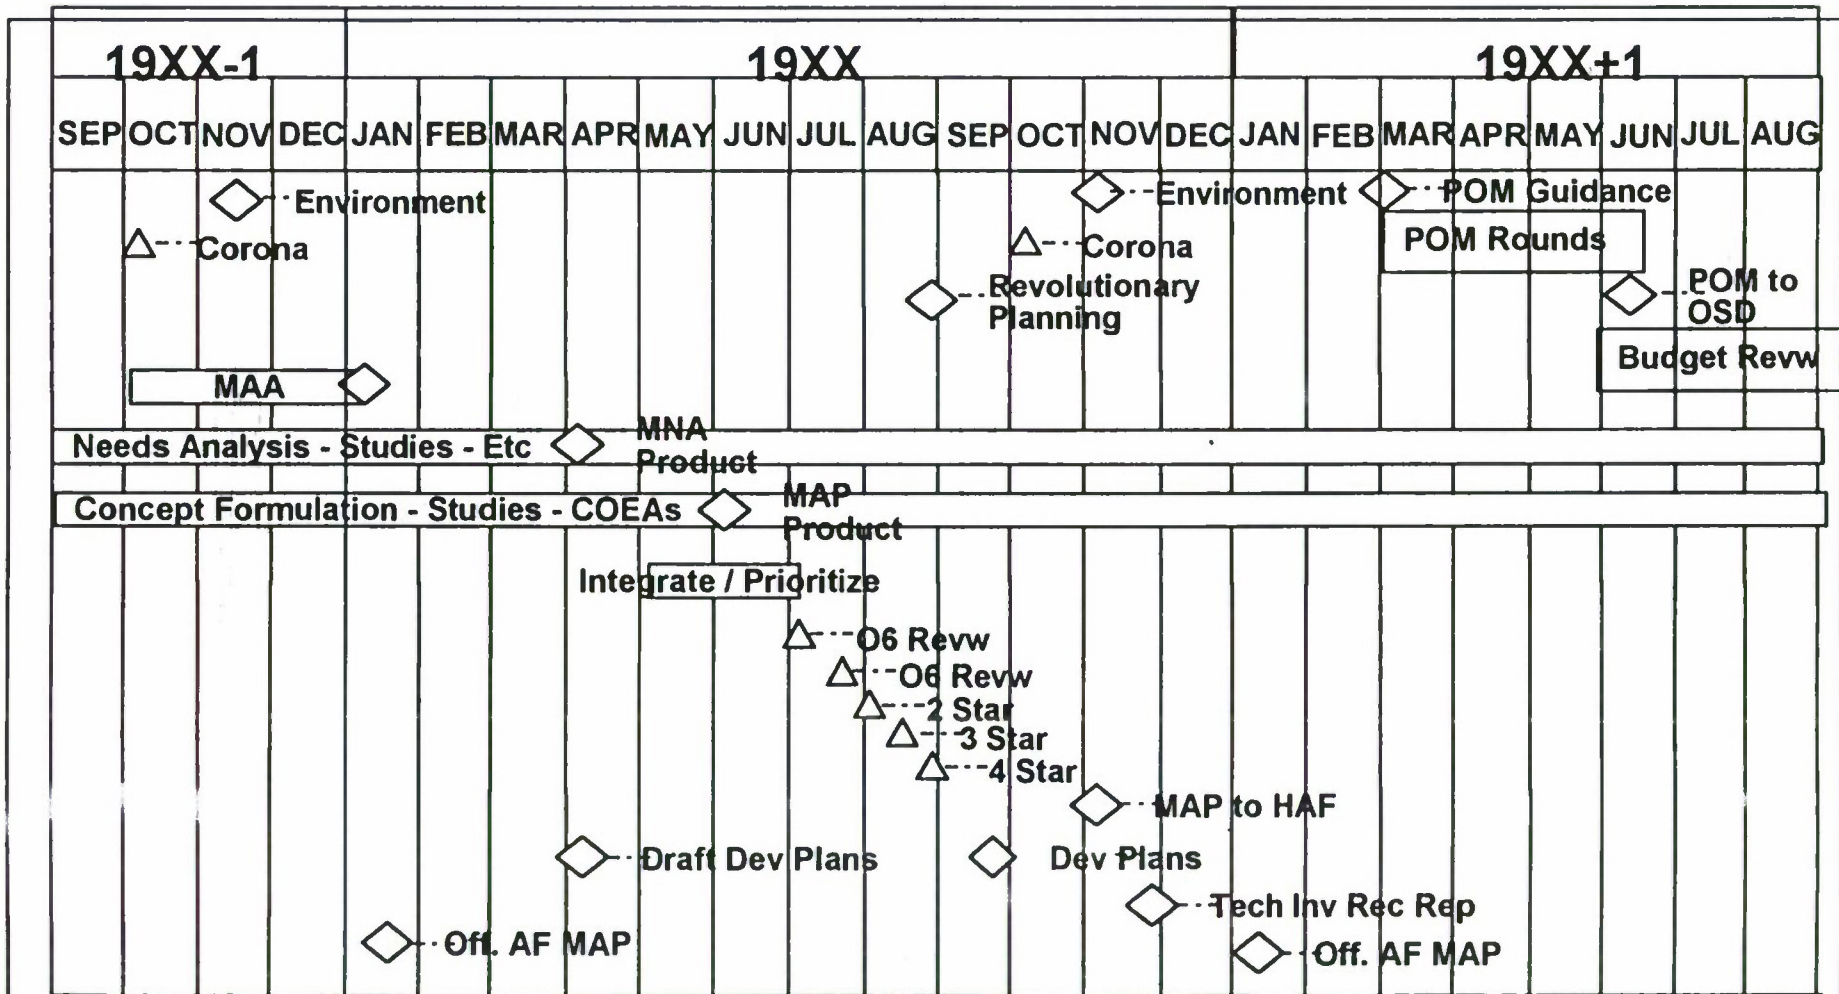 19XX-1 19XX 19XX+1
SEP OCT NOV DEC JAN FEB MAR APR MAY JUN JUL AUG SEP OCT NOV DEC JAN FEB MAR APR MAY JUN JUL AUG
Environment Environment POM Guidance
Corona Corona POM Rounds
Revolutionary
Planning
POM to
OSD
MAA Budget Revw
Needs Analysis - Studies - Etc
MNA
Product
Concept Formulation - Studies - COEAs
MAP
Product
Integrate / Prioritize
O6 Revw
O6 Revw
2 Star
3 Star
4 Star
MAP to HAF
Draft Dev Plans Dev Plans
Tech Inv Rec Rep
Off. AF MAP Off. AF MAP